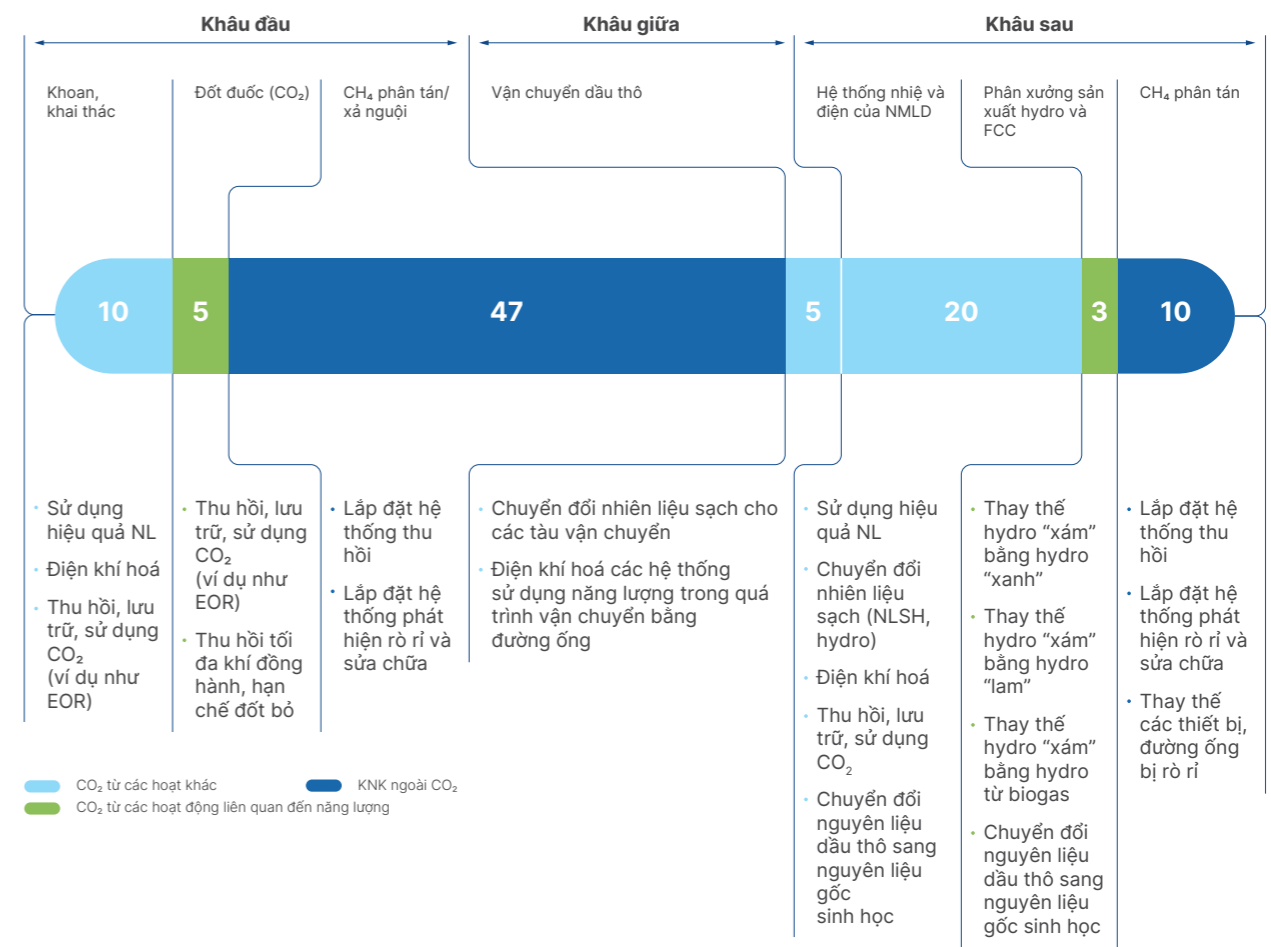 Khâu đầu
Khâu giữa
Khâu sau
Khoan,
khai thác
Đốt đuốc (CO₂)
CH₄ phân tán/
xả nguội
Vận chuyển dầu thô
Hệ thống nhiệ và
điện của NMLD
Phân xưởng sản
xuất hydro và
FCC
CH₄ phân tán
10
5
47
5
20
3
10
• Sử dụng
hiệu quả NL
• Điện khí hoá
• Thu hồi, lưu
trữ, sử dụng
CO₂
(ví dụ như
EOR)
• Thu hồi, lưu
trữ, sử dụng
CO₂
(ví dụ như
EOR)
• Thu hồi tối
đa khí đồng
hành, hạn
chế đốt bỏ
• Lắp đặt hệ
thống thu
hồi
• Lắp đặt hệ
thống phát
hiện rò rỉ và
sửa chữa
• Chuyển đổi nhiên liệu sạch cho
các tàu vận chuyển
• Điện khí hoá các hệ thống
sử dụng năng lượng trong quá
trình vận chuyển bằng
đường ống
• Sử dụng hiệu
quả NL
• Chuyển đổi
nhiên liệu
sạch (NLSH,
hydro)
• Điện khí hoá
• Thu hồi, lưu
trữ, sử dụng
CO₂
• Chuyển đổi
nguyên liệu
dầu thô sang
nguyên liệu
gốc
sinh học
• Thay thế
hydro “xám”
bằng hydro
“xanh”
• Thay thế
hydro “xám”
bằng hydro
“lam”
• Thay thế
hydro “xám”
bằng hydro
từ biogas
• Chuyển đổi
nguyên liệu
dầu thô sang
nguyên liệu
gốc sinh học
• Lắp đặt hệ
thống thu
hồi
• Lắp đặt hệ
thống phát
hiện rò rỉ và
sửa chữa
• Thay thế
các thiết bị,
đường ống
bị rò rỉ
CO₂ từ các hoạt khác
KNK ngoài CO₂
CO₂ từ các hoạt động liên quan đến năng lượng